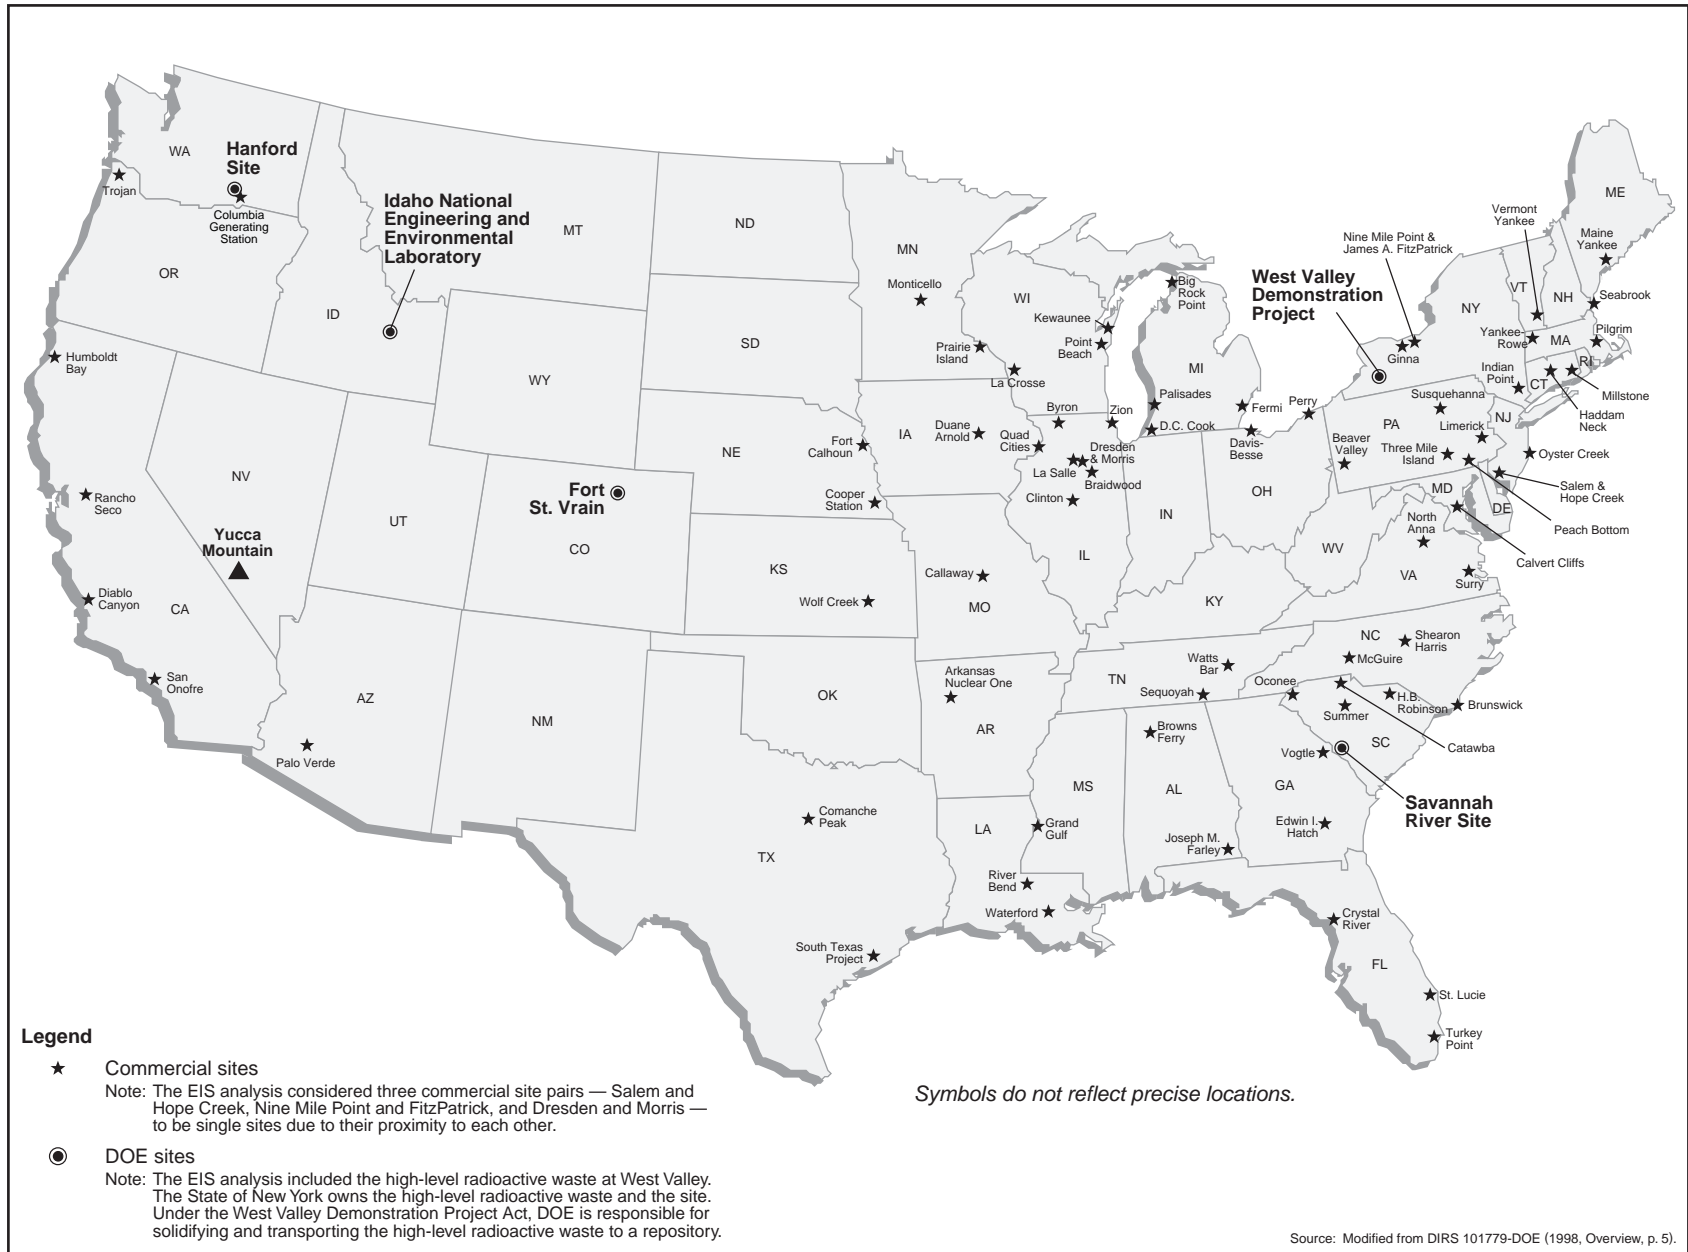 WA
Hanford
Site
Trojan
Columbia
Generating
Station
Idaho National
Engineering and
Environmental
Laboratory
MT
ND
MN
Monticello
OR
ID
SD
WY
Humboldt
Bay
NV
UT
Rancho
Seco
Yucca
Mountain
Diablo
Canyon
CA
San
Onofre
AZ
Palo Verde
NM
Fort
St. Vrain
CO
NE
Fort
Calhoun
Cooper
Station
KS
Wolf Creek
OK
TX
Comanche
Peak
South Texas
Project
WI
Kewaunee
Point
Beach
Prairie
Island
La Crosse
Big
Rock
Point
MI
Palisades
D.C. Cook
Fermi
Perry
Davis-
Besse
IA
Duane
Arnold
Byron
Zion
Quad
Cities
Dresden
& Morris
La Salle
Braidwood
Clinton
IL
IN
OH
Callaway
MO
KY
WV
Arkansas
Nuclear One
AR
TN
Watts
Bar
Sequoyah
Browns
Ferry
MS
AL
GA
LA
Grand
Gulf
River
Bend
Waterford
Joseph M.
Farley
Edwin I.
Hatch
Vogtle
Oconee
NC
Shearon
Harris
McGuire
H.B.
Robinson
Summer
SC
Brunswick
Catawba
Savannah
River Site
Crystal
River
FL
St. Lucie
Turkey
Point
West Valley
Demonstration
Project
Nine Mile Point &
James A. FitzPatrick
Ginna
NY
Vermont
Yankee
ME
Maine
Yankee
VT
NH
Seabrook
Yankee-
Rowe
MA
Pilgrim
RI
CT
Indian
Point
Millstone
Haddam
Neck
Susquehanna
PA
NJ
Limerick
Beaver
Valley
Three Mile
Island
Oyster Creek
Salem &
Hope Creek
MD
DE
Peach Bottom
North
Anna
Calvert Cliffs
VA
Surry
Legend
Commercial sites
Note: The EIS analysis considered three commercial site pairs — Salem and
Hope Creek, Nine Mile Point and FitzPatrick, and Dresden and Morris —
to be single sites due to their proximity to each other.
DOE sites
Note: The EIS analysis included the high-level radioactive waste at West Valley.
The State of New York owns the high-level radioactive waste and the site.
Under the West Valley Demonstration Project Act, DOE is responsible for
solidifying and transporting the high-level radioactive waste to a repository.
Symbols do not reflect precise locations.
Source: Modified from DIRS 101779-DOE (1998, Overview, p. 5).